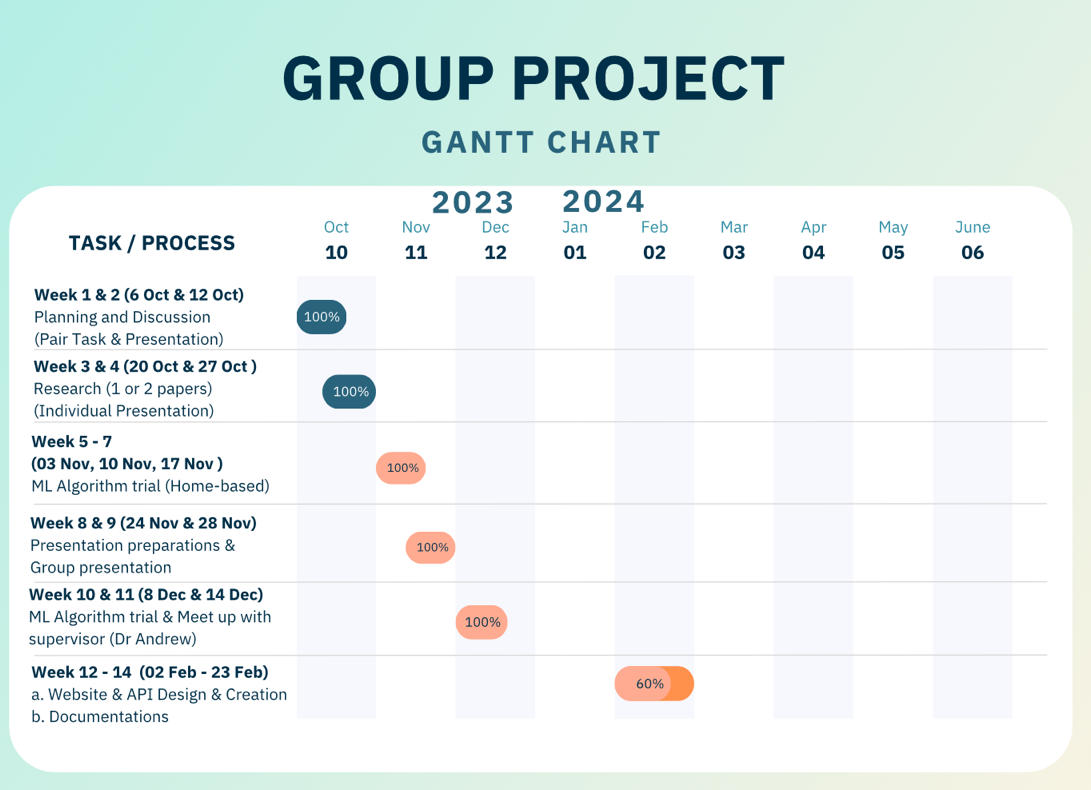 GROUP PROJECT
GANTT CHART
2023 2024
TASK / PROCESS
Oct Nov Dec Jan Feb Mar Apr May June
10 11 12 01 02 03 04 05 06
Week 1 & 2 (6 Oct & 12 Oct)
Planning and Discussion
(Pair Task & Presentation)
100%
Week 3 & 4 (20 Oct & 27 Oct )
Research (1 or 2 papers)
(Individual Presentation)
100%
Week 5 - 7
(03 Nov, 10 Nov, 17 Nov )
ML Algorithm trial (Home-based)
100%
Week 8 & 9 (24 Nov & 28 Nov)
Presentation preparations &
Group presentation
100%
Week 10 & 11 (8 Dec & 14 Dec)
ML Algorithm trial & Meet up with
supervisor (Dr Andrew)
100%
Week 12 - 14 (02 Feb - 23 Feb)
a. Website & API Design & Creation
b. Documentations
60%